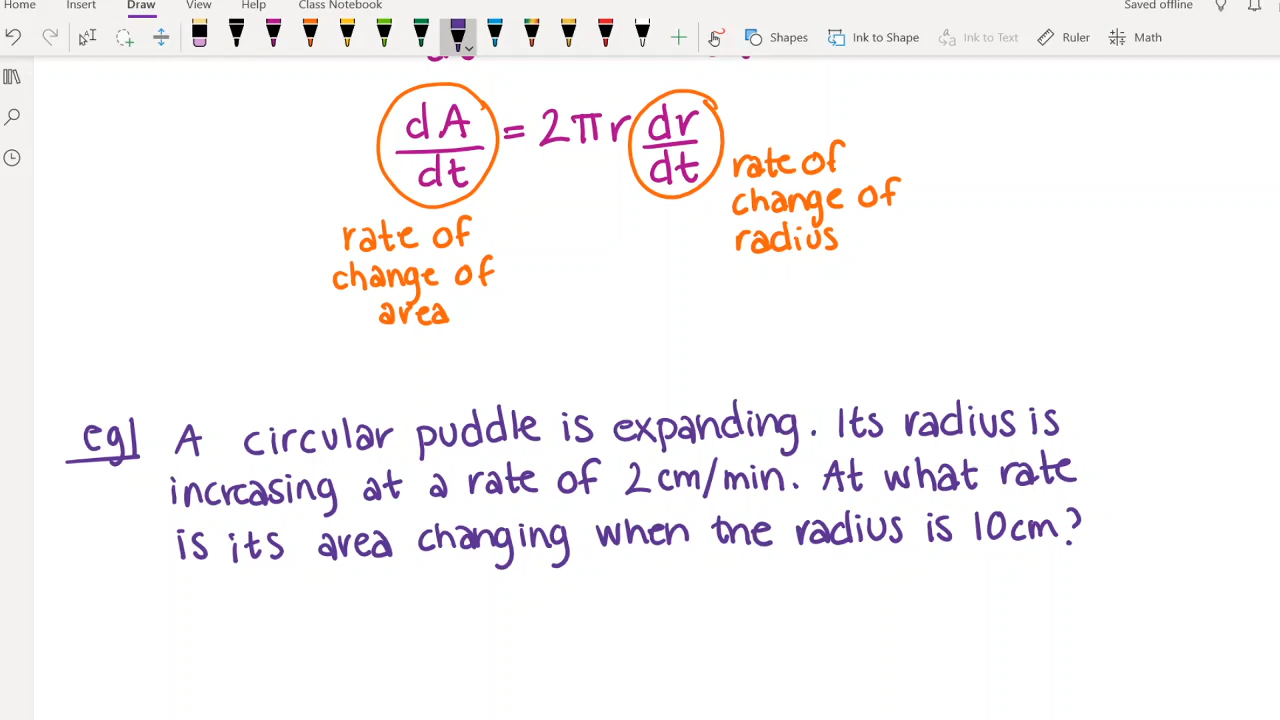 Home Insert Draw View Help Class Notebook Saved offline
Shapes Ink to Shape Ink to Text Ruler Math
dA/dt = 2πr dr/dt
rate of
change of
radius
rate of
change of
area
eg1 A circular puddle is expanding. Its radius is
increasing at a rate of 2cm/min. At what rate
is its area changing when the radius is 10cm?